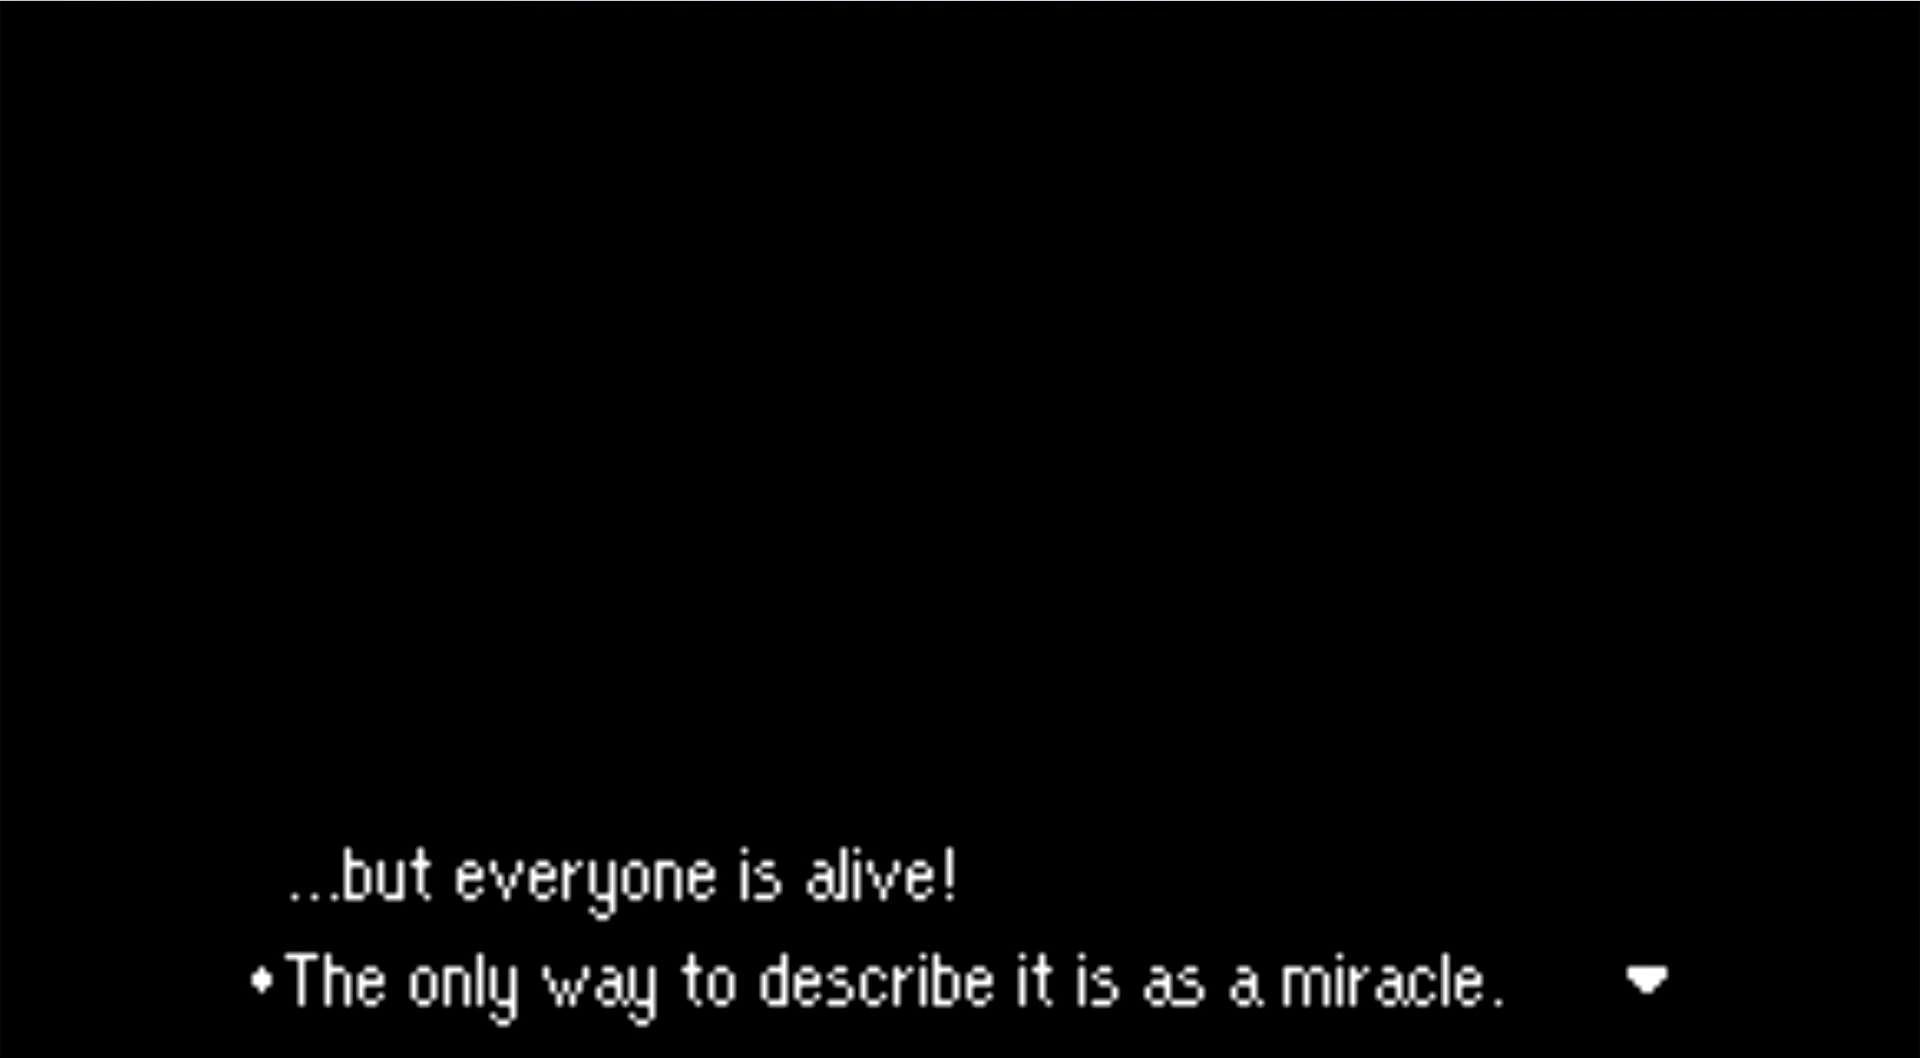 ...but everyone is alive!
•The only way to describe it is as a miracle.